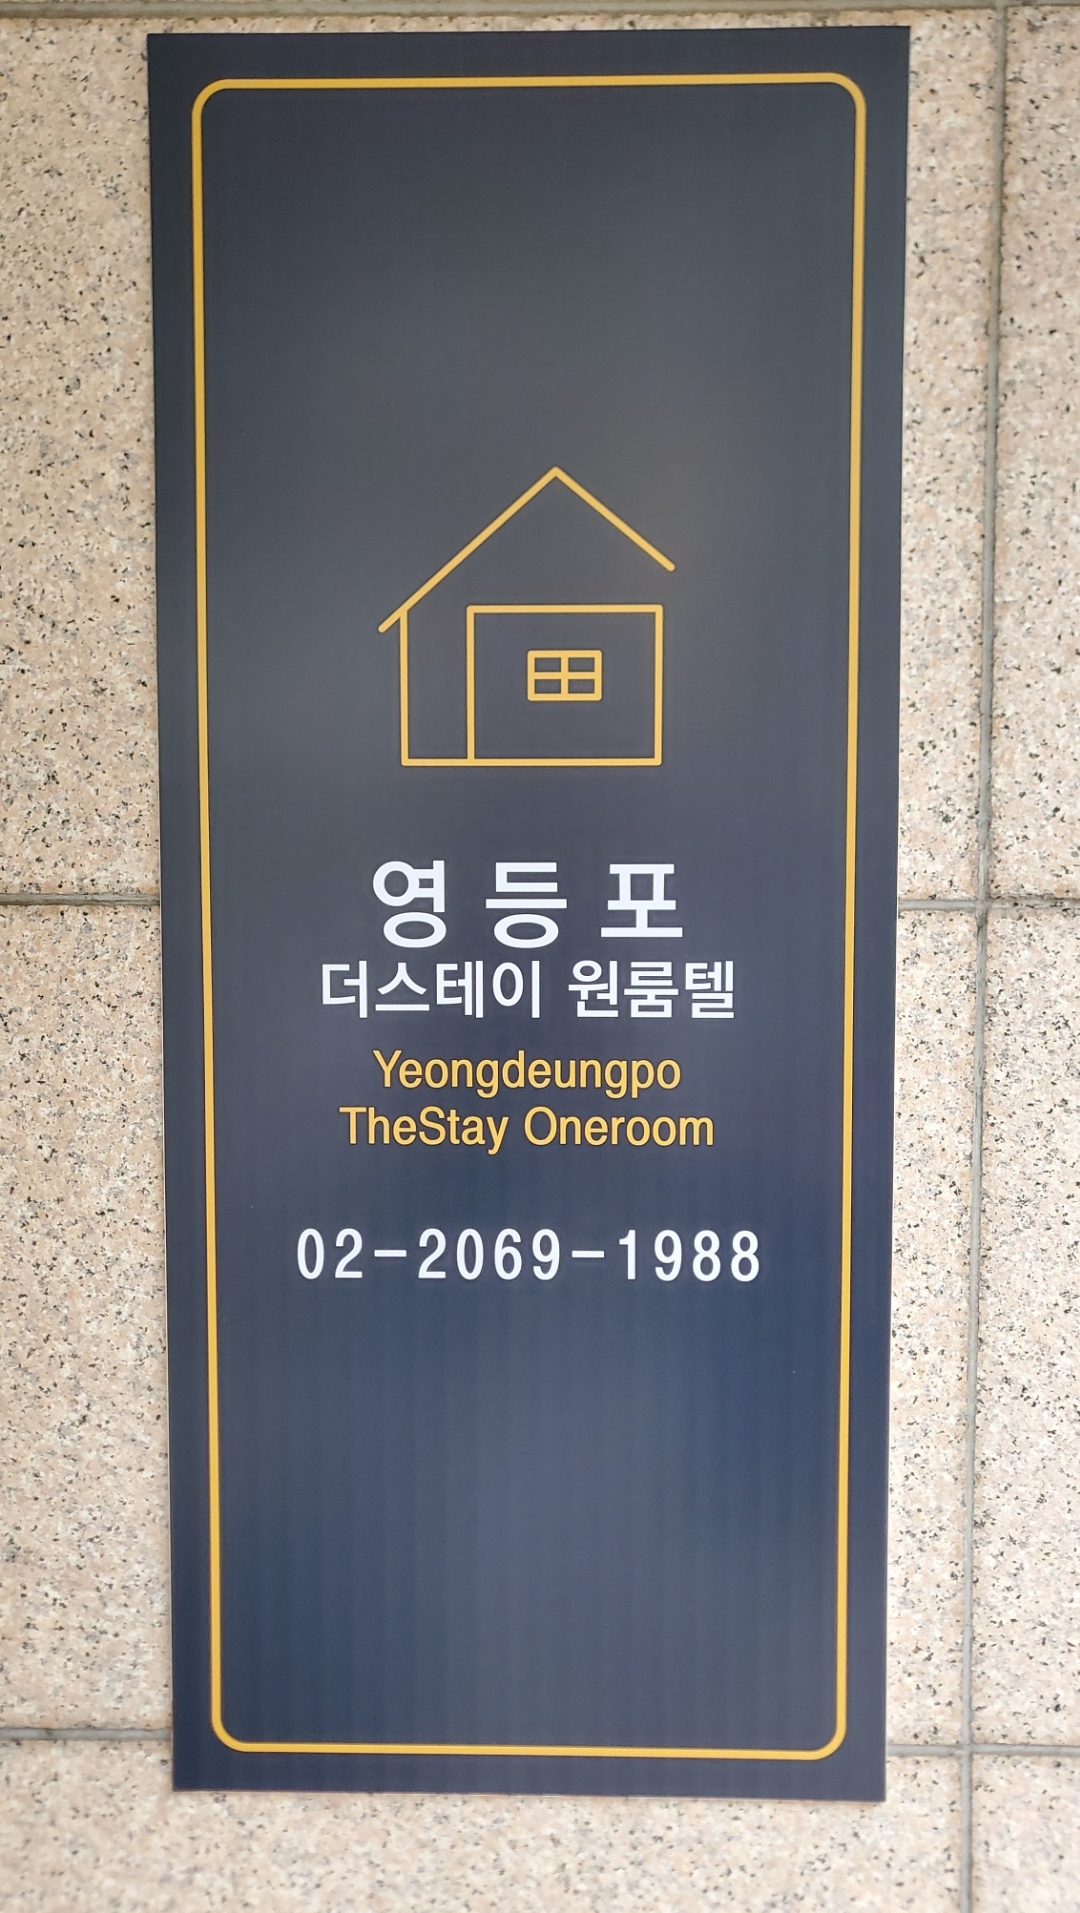 영등포
더스테이 원룸텔
Yeongdeungpo
TheStay Oneroom
02-2069-1988